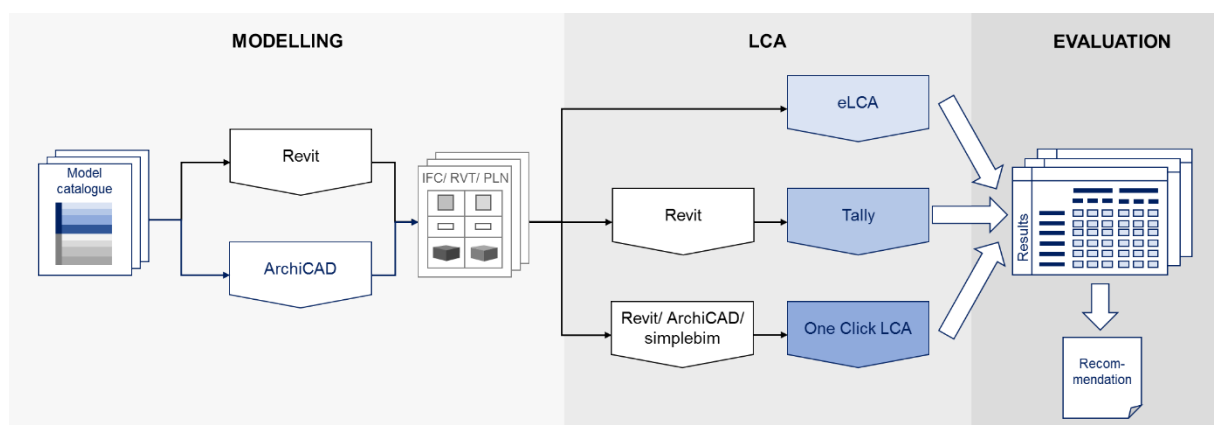 MODELLING
LCA
EVALUATION
Model
catalogue
Revit
ArchiCAD
IFC/ RVT/ PLN
eLCA
Revit
Tally
Revit/ ArchiCAD/
simplebim
One Click LCA
Results
Recom-
mendation